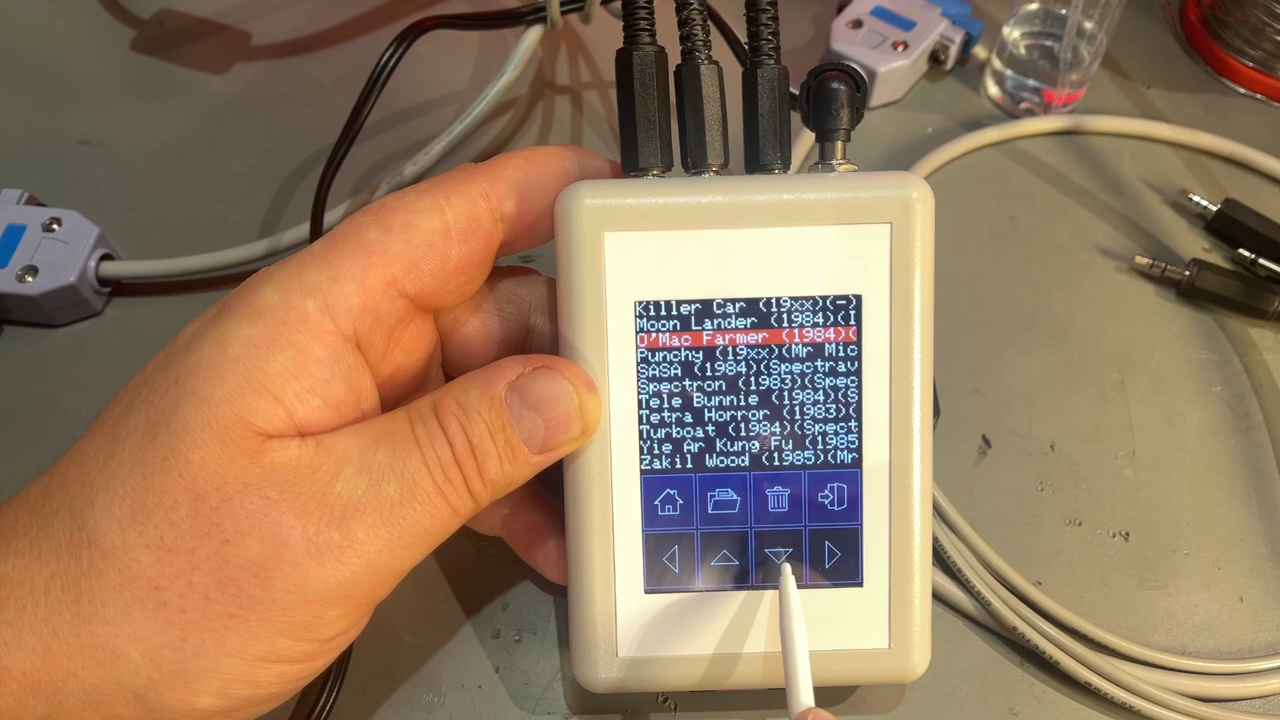 Killer Car (19xx)(-)
Moon Lander (1984)(I
O'Mac Farmer (1984)(
Punchy (19xx)(Mr Mic
SASA (1984)(Spectrav
Spectron (1983)(Spec
Tele Bunnie (1984)(S
Tetra Horror (1983)(
Turboat (1984)(Spect
Yie Ar Kung Fu (1985
Zakil Wood (1985)(Mr